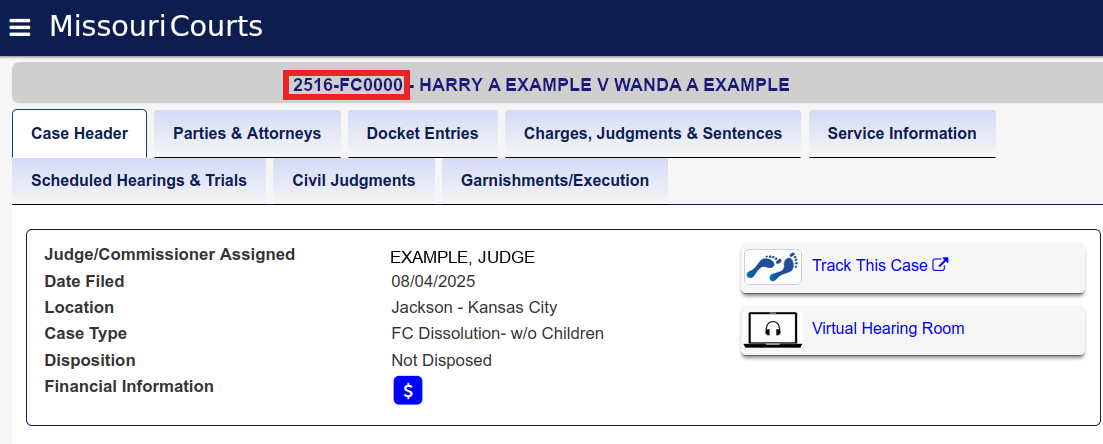 Missouri Courts
2516-FC0000 - HARRY A EXAMPLE V WANDA A EXAMPLE
Case Header Parties & Attorneys Docket Entries Charges, Judgments & Sentences Service Information
Scheduled Hearings & Trials Civil Judgments Garnishments/Execution
Judge/Commissioner Assigned EXAMPLE, JUDGE
Date Filed 08/04/2025
Location Jackson - Kansas City
Case Type FC Dissolution- w/o Children
Disposition Not Disposed
Financial Information $
Track This Case
Virtual Hearing Room